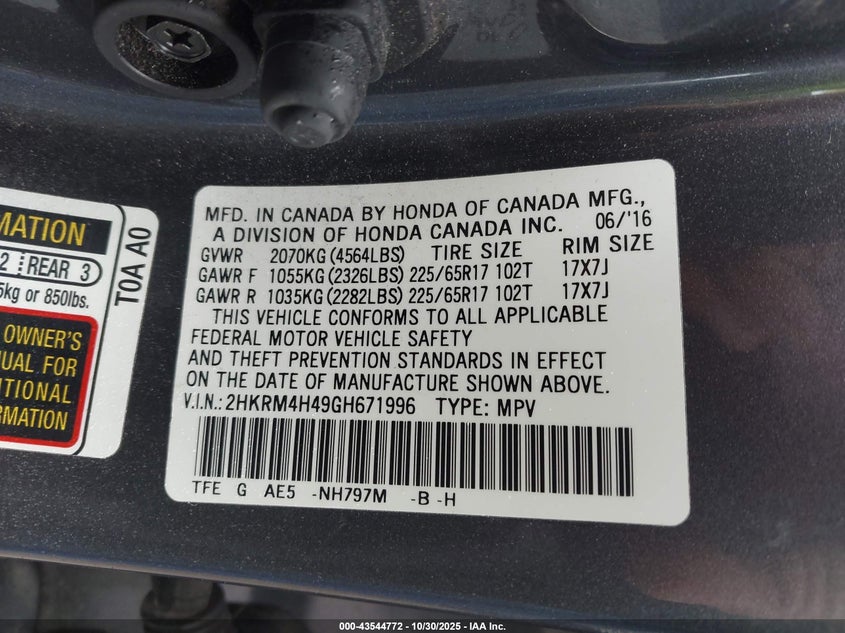 MATION
2 REAR 3
5kg or 850lbs.
OWNER'S
UAL FOR
ITIONAL
RMATION
T0A A0
MFD. IN CANADA BY HONDA OF CANADA MFG.,
A DIVISION OF HONDA CANADA INC. 06/'16
GVWR 2070KG (4564LBS) TIRE SIZE RIM SIZE
GAWR F 1055KG (2326LBS) 225/65R17 102T 17X7J
GAWR R 1035KG (2282LBS) 225/65R17 102T 17X7J
THIS VEHICLE CONFORMS TO ALL APPLICABLE
FEDERAL MOTOR VEHICLE SAFETY
AND THEFT PREVENTION STANDARDS IN EFFECT
ON THE DATE OF MANUFACTURE SHOWN ABOVE.
V.I.N.: 2HKRM4H49GH671996 TYPE: MPV
TFE G AE5 -NH797M -B -H
000-43544772 - 10/30/2025 - IAA Inc.